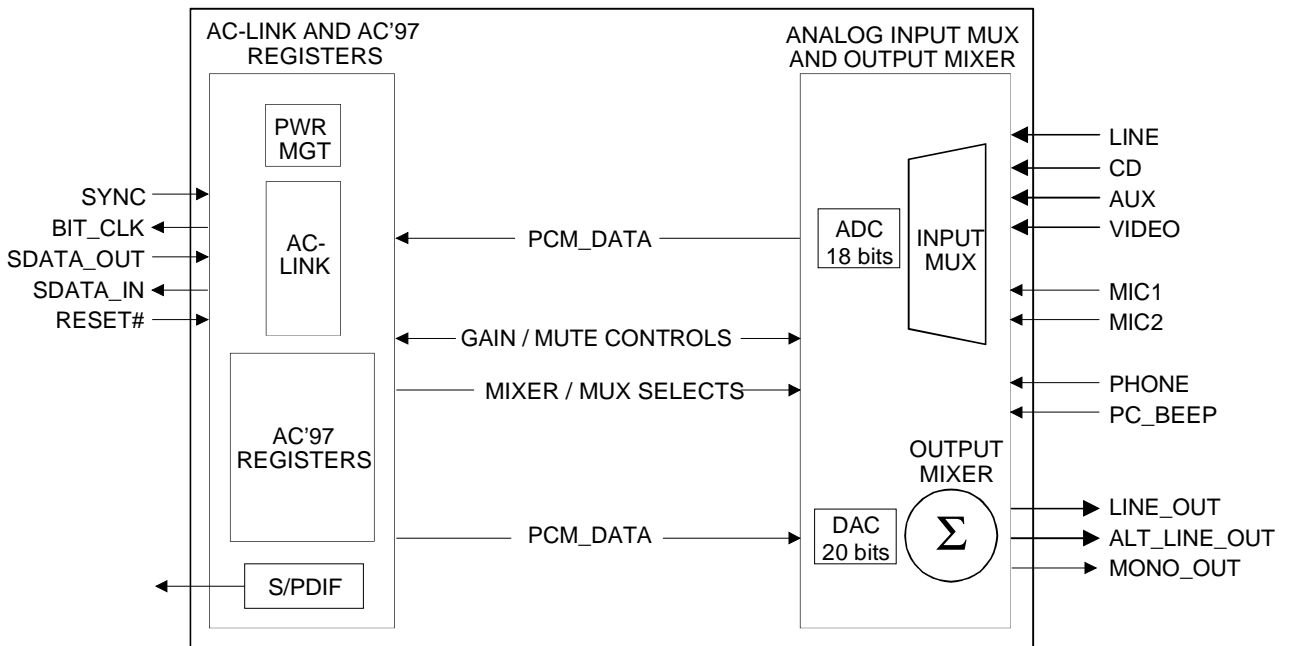 AC-LINK AND AC'97
REGISTERS
PWR
MGT
AC-
LINK
AC'97
REGISTERS
S/PDIF
SYNC
BIT_CLK
SDATA_OUT
SDATA_IN
RESET#
PCM_DATA
GAIN / MUTE CONTROLS
MIXER / MUX SELECTS
PCM_DATA
ANALOG INPUT MUX
AND OUTPUT MIXER
ADC
18 bits
INPUT
MUX
OUTPUT
MIXER
DAC
20 bits
Σ
LINE
CD
AUX
VIDEO
MIC1
MIC2
PHONE
PC_BEEP
LINE_OUT
ALT_LINE_OUT
MONO_OUT